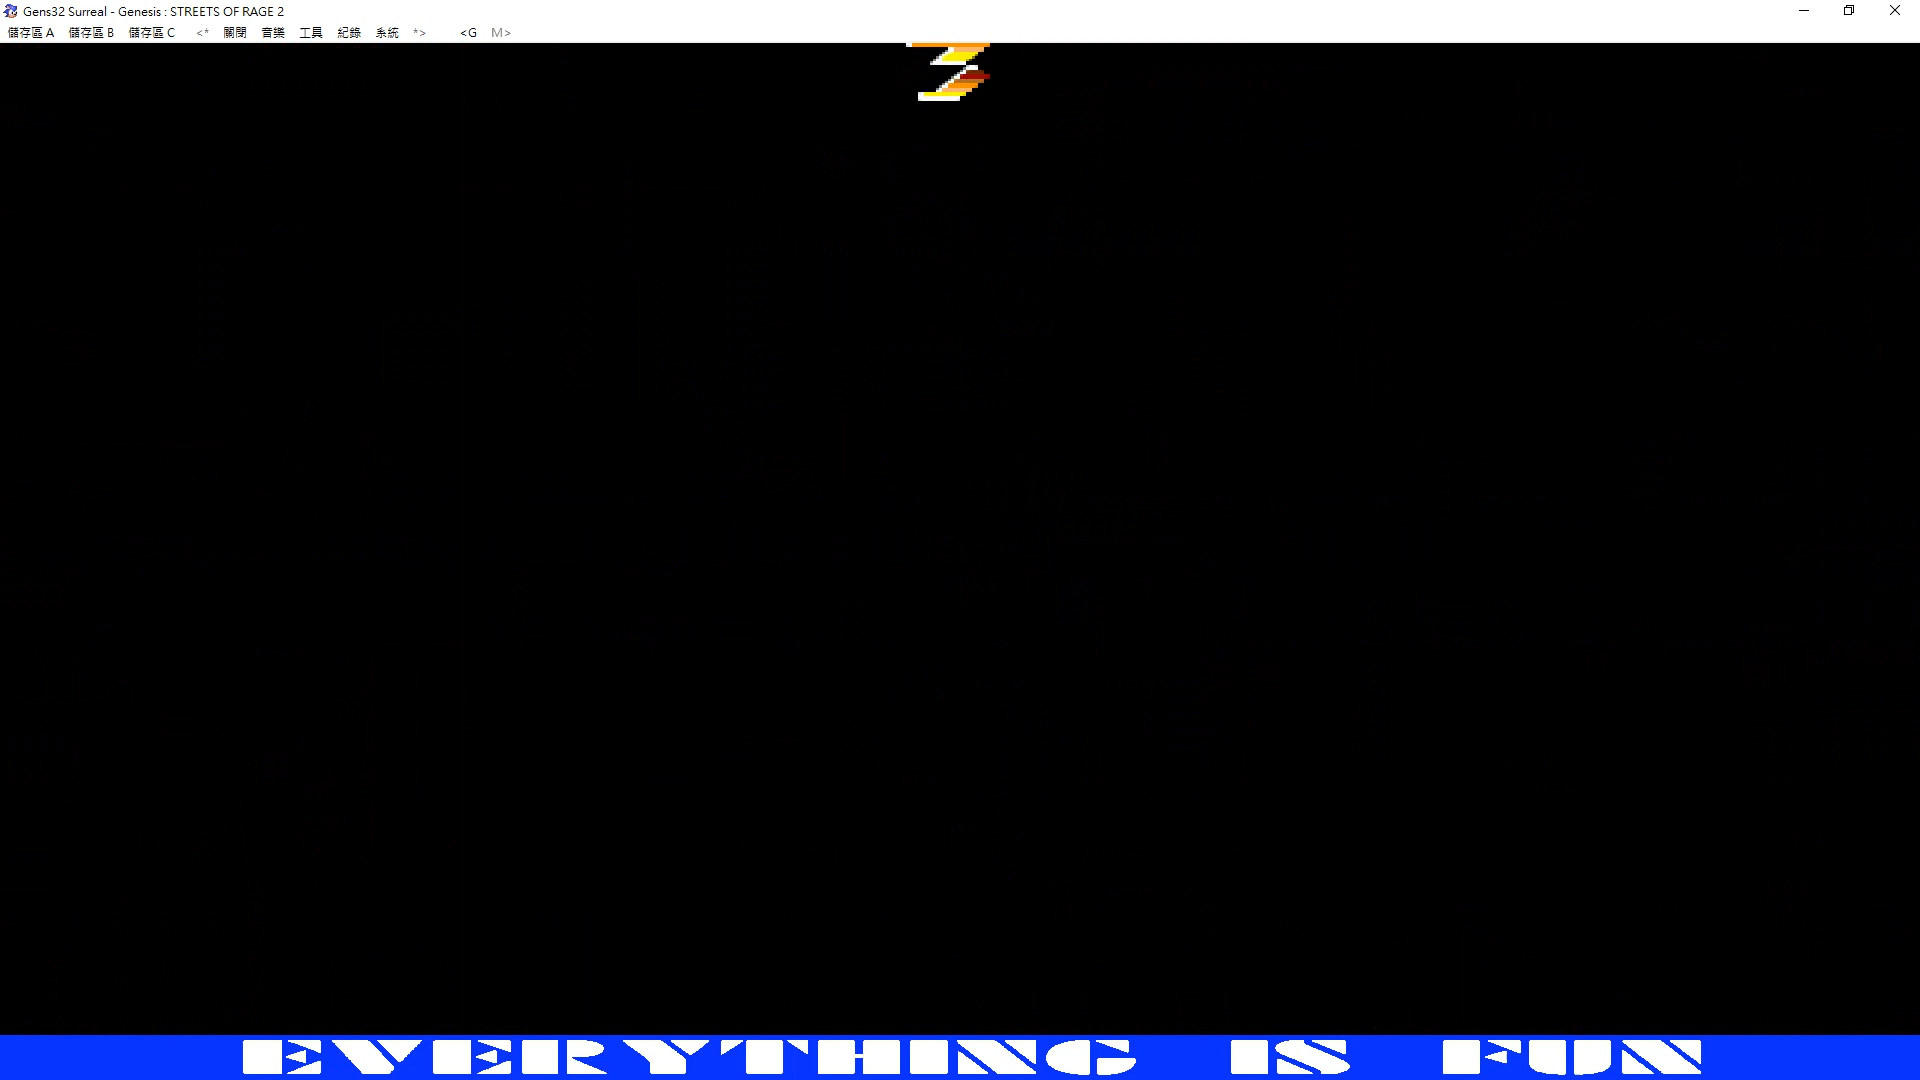 Gens32 Surreal - Genesis : STREETS OF RAGE 2
儲存區 A 儲存區 B 儲存區 C <* 關閉 音樂 工具 紀錄 系統 *> <G M>
EVERYTHING IS FUN